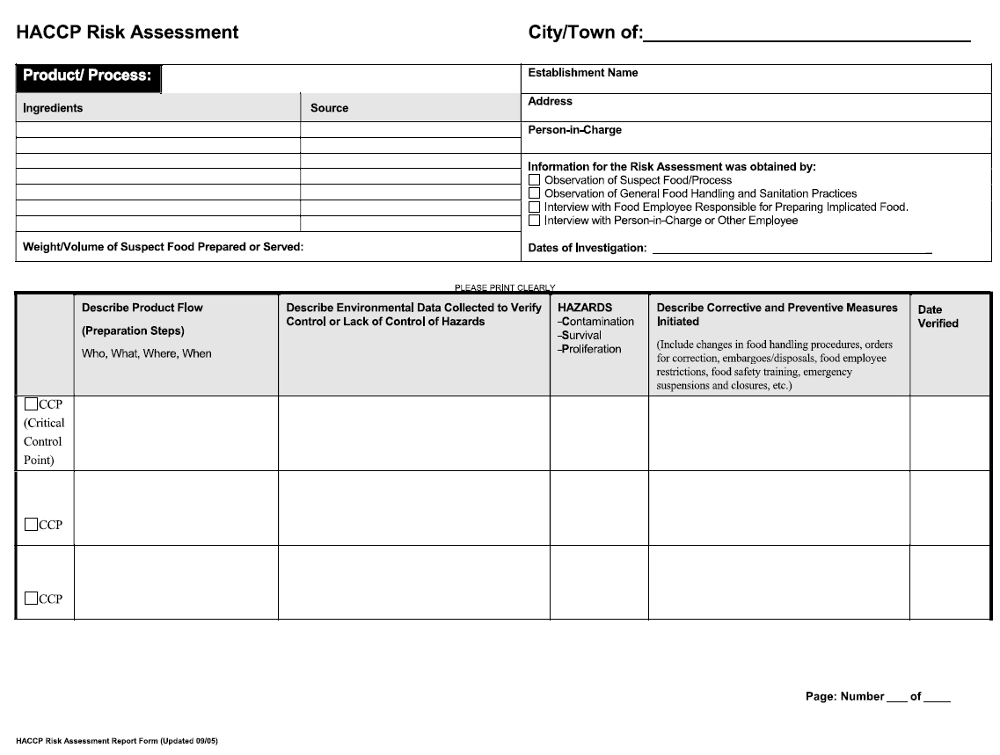 HACCP Risk Assessment
City/Town of:
Product/ Process:
Ingredients
Source
Weight/Volume of Suspect Food Prepared or Served:
Establishment Name
Address
Person-in-Charge
Information for the Risk Assessment was obtained by:
Observation of Suspect Food/Process
Observation of General Food Handling and Sanitation Practices
Interview with Food Employee Responsible for Preparing Implicated Food.
Interview with Person-in-Charge or Other Employee
Dates of Investigation:
PLEASE PRINT CLEARLY
Describe Product Flow
(Preparation Steps)
Who, What, Where, When
Describe Environmental Data Collected to Verify
Control or Lack of Control of Hazards
HAZARDS
-Contamination
-Survival
-Proliferation
Describe Corrective and Preventive Measures
Initiated
(Include changes in food handling procedures, orders
for correction, embargoes/disposals, food employee
restrictions, food safety training, emergency
suspensions and closures, etc.)
Date
Verified
CCP
(Critical
Control
Point)
CCP
CCP
Page: Number ___ of ____
HACCP Risk Assessment Report Form (Updated 09/05)